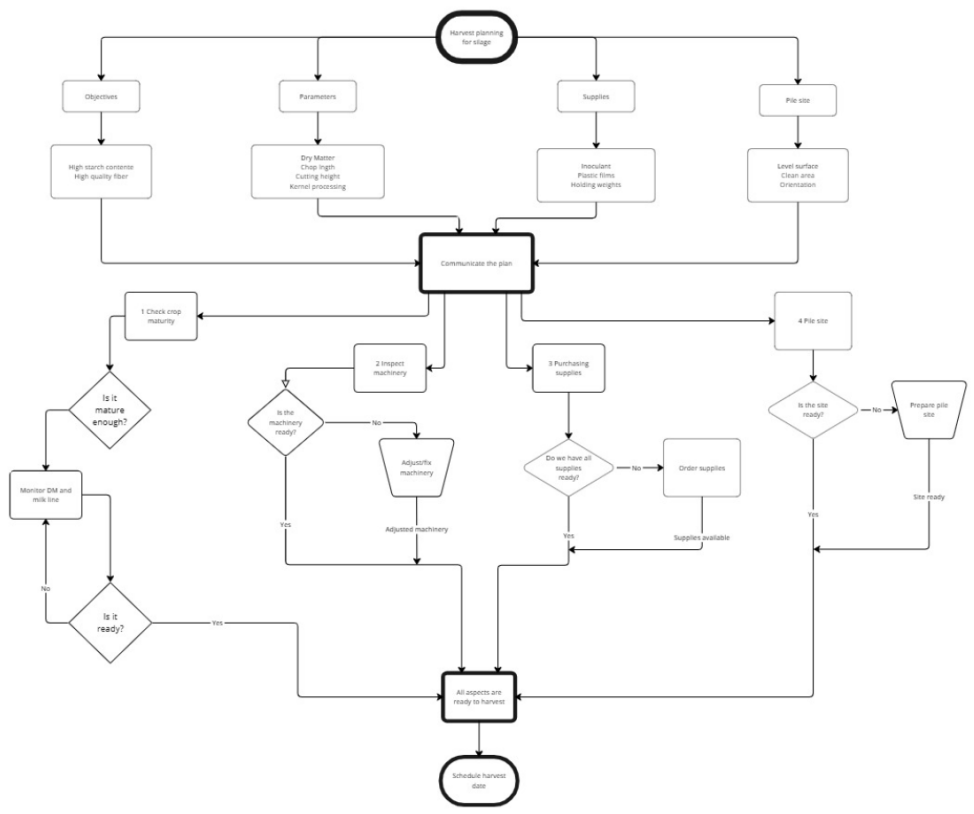 Harvest planning
for silage
Objectives
Parameters
Supplies
Pile site
High starch contente
High quality fiber
Dry Matter
Chop lngth
Cutting height
Kernel processing
Inoculant
Plastic films
Holding weights
Level surface
Clean area
Orientation
Communicate the plan
1 Check crop
maturity
2 Inspect
machinery
3 Purchasing
supplies
4 Pile site
Is it
mature
enough?
Is the
machinery
ready?
No
Adjust/fix
machinery
Do we have all
supplies
ready?
No
Order supplies
Is the site
ready?
No
Prepare pile
site
Monitor DM and
milk line
Yes
Adjusted machinery
Yes
Supplies available
Yes
Site ready
No
Is it
ready?
Yes
All aspects are
ready to harvest
Schedule harvest
date